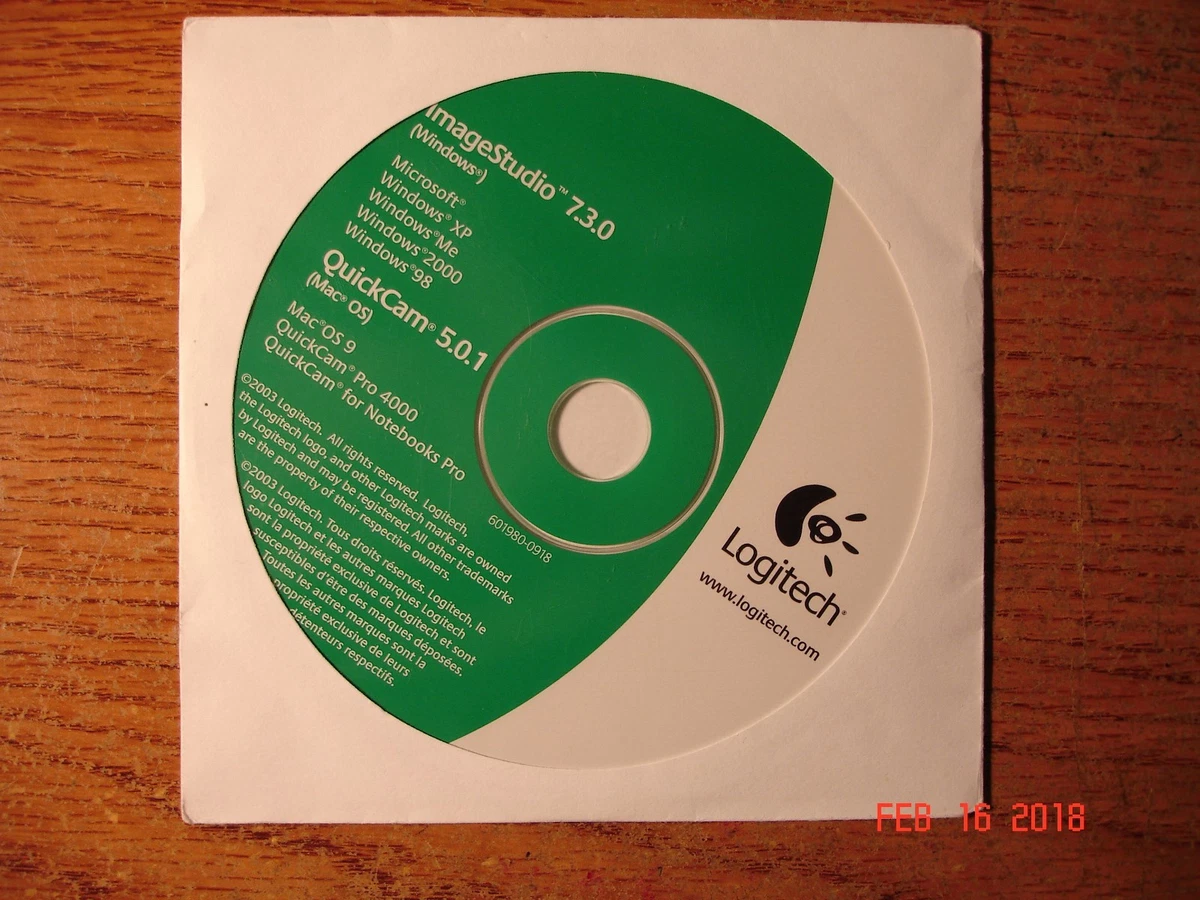 ImageStudio™ 7.3.0
(Windows®)
Microsoft®
Windows® XP
Windows® Me
Windows® 2000
Windows® 98
QuickCam® 5.0.1
(Mac® OS)
Mac® OS 9
QuickCam® Pro 4000
QuickCam® for Notebooks Pro
©2003 Logitech. All rights reserved. Logitech,
the Logitech logo, and other Logitech marks are owned
by Logitech and may be registered. All other trademarks
are the property of their respective owners.
©2003 Logitech. Tous droits réservés. Logitech, le
logo Logitech et les autres marques Logitech
sont la propriété exclusive de Logitech et sont
susceptibles d'être des marques déposées.
Toutes les autres marques sont la
propriété exclusive de leurs
détenteurs respectifs.
601980-0918
Logitech®
www.logitech.com
FEB 16 2018